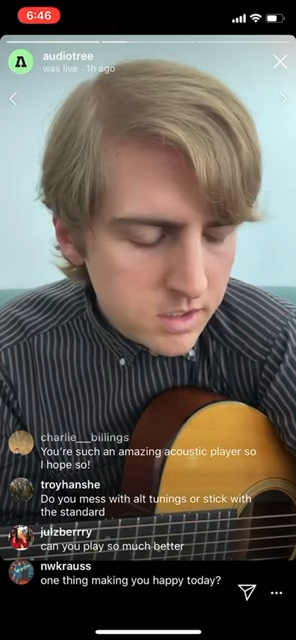 6:46
audiotree
was live · 1h ago
charlie___billings
You're such an amazing acoustic player so
I hope so!
troyhanshe
Do you mess with alt tunings or stick with
the standard
julzberrry
can you play so much better
nwkrauss
one thing making you happy today?